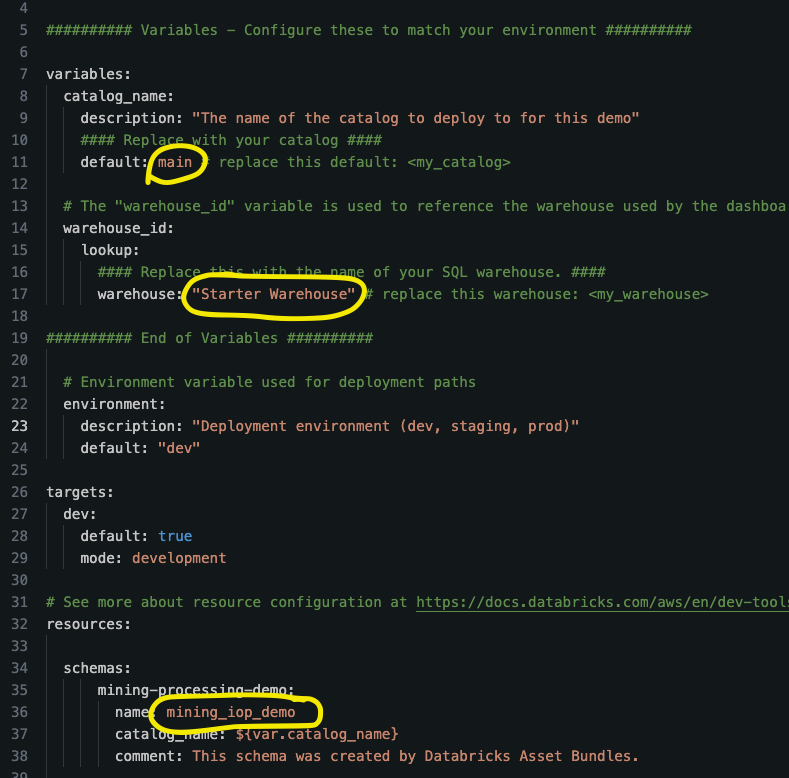 4
5 ########## Variables - Configure these to match your environment ##########
6
7 variables:
8 catalog_name:
9 description: "The name of the catalog to deploy to for this demo"
10 #### Replace with your catalog ####
11 default: main # replace this default: <my_catalog>
12
13 # The "warehouse_id" variable is used to reference the warehouse used by the dashboa
14 warehouse_id:
15 lookup:
16 #### Replace this with the name of your SQL warehouse. ####
17 warehouse: "Starter Warehouse" # replace this warehouse: <my_warehouse>
18
19 ########## End of Variables ##########
20
21 # Environment variable used for deployment paths
22 environment:
23 description: "Deployment environment (dev, staging, prod)"
24 default: "dev"
25
26 targets:
27 dev:
28 default: true
29 mode: development
30
31 # See more about resource configuration at https://docs.databricks.com/aws/en/dev-tools
32 resources:
33
34 schemas:
35 mining-processing-demo:
36 name: mining_iop_demo
37 catalog_name: ${var.catalog_name}
38 comment: This schema was created by Databricks Asset Bundles.
39